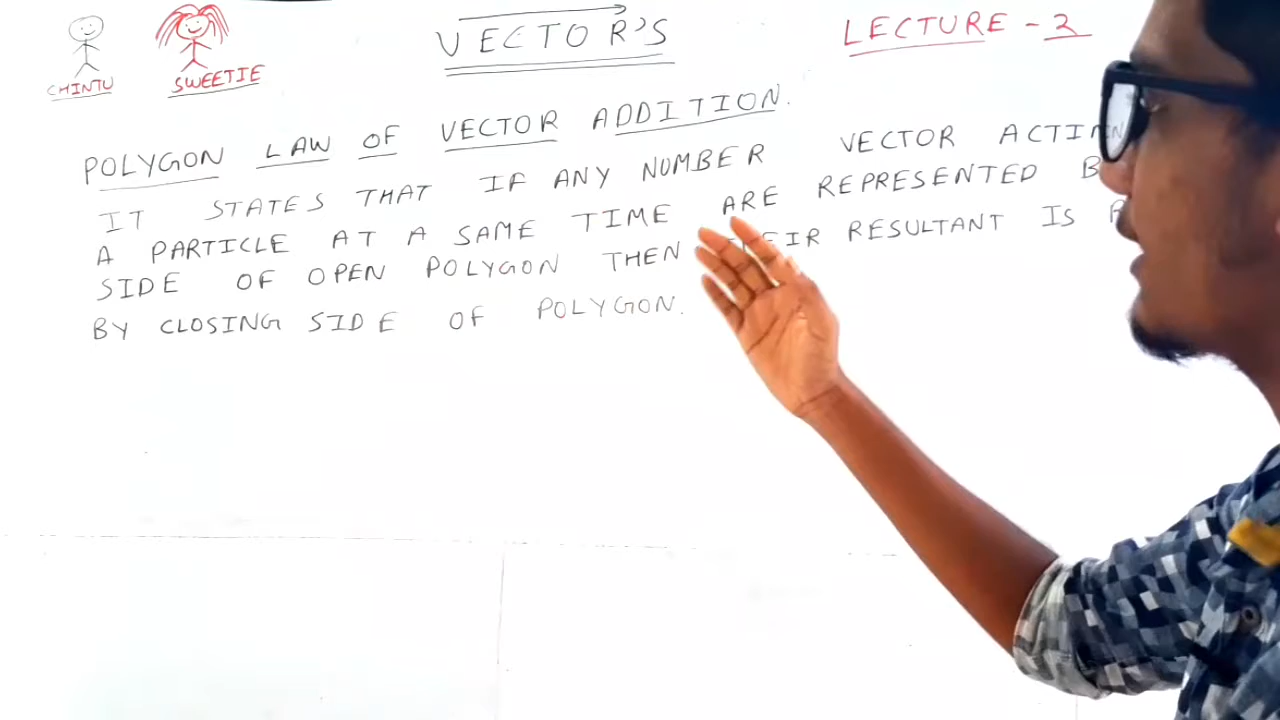 VECTOR'S
LECTURE - 3
CHINTU
SWEETIE
POLYGON LAW OF VECTOR ADDITION.
IT STATES THAT IF ANY NUMBER VECTOR
A PARTICLE AT A SAME TIME ARE REPRESENTED
SIDE OF OPEN POLYGON THEN RESULTANT IS
BY CLOSING SIDE OF POLYGON.